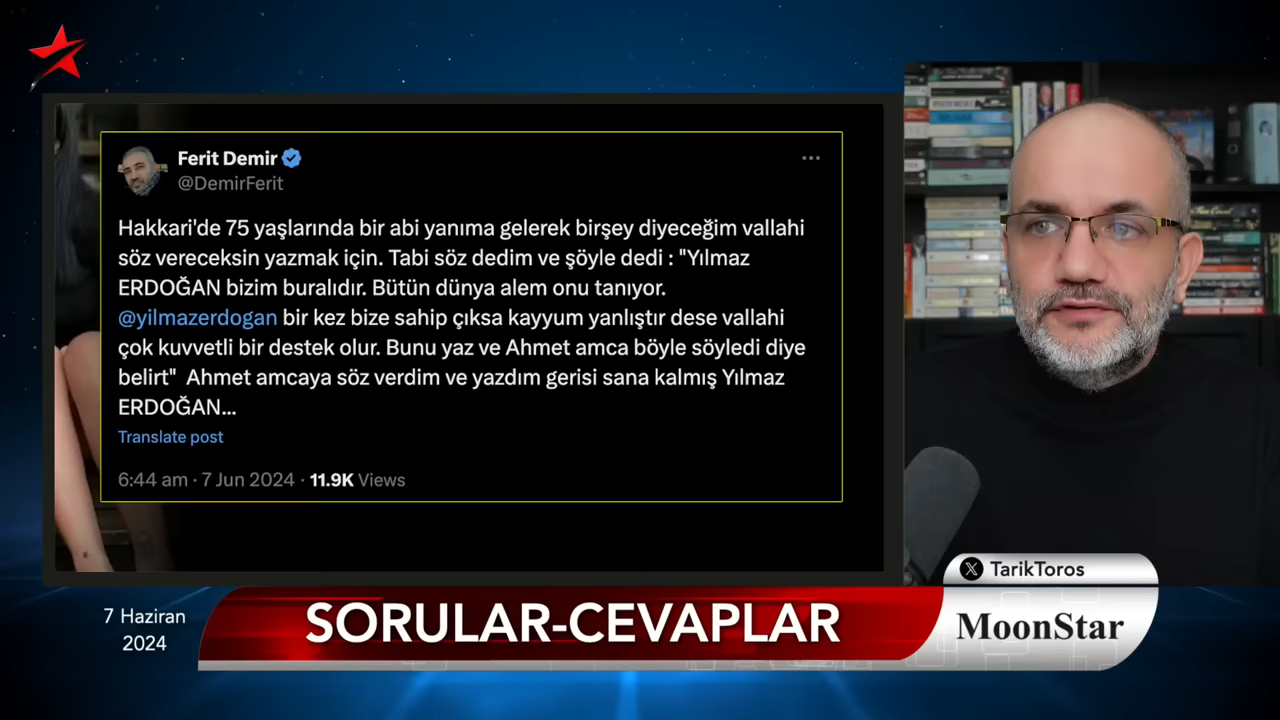 Ferit Demir
@DemirFerit
Hakkari'de 75 yaşlarında bir abi yanıma gelerek birşey diyeceğim vallahi
söz vereceksin yazmak için. Tabi söz dedim ve şöyle dedi : "Yılmaz
ERDOĞAN bizim buralıdır. Bütün dünya alem onu tanıyor.
@yilmazerdogan bir kez bize sahip çıksa kayyum yanlıştır dese vallahi
çok kuvvetli bir destek olur. Bunu yaz ve Ahmet amca böyle söyledi diye
belirt"  Ahmet amcaya söz verdim ve yazdım gerisi sana kalmış Yılmaz
ERDOĞAN...
Translate post
6:44 am · 7 Jun 2024 · 11.9K Views
TarikToros
7 Haziran
2024
SORULAR-CEVAPLAR
MoonStar